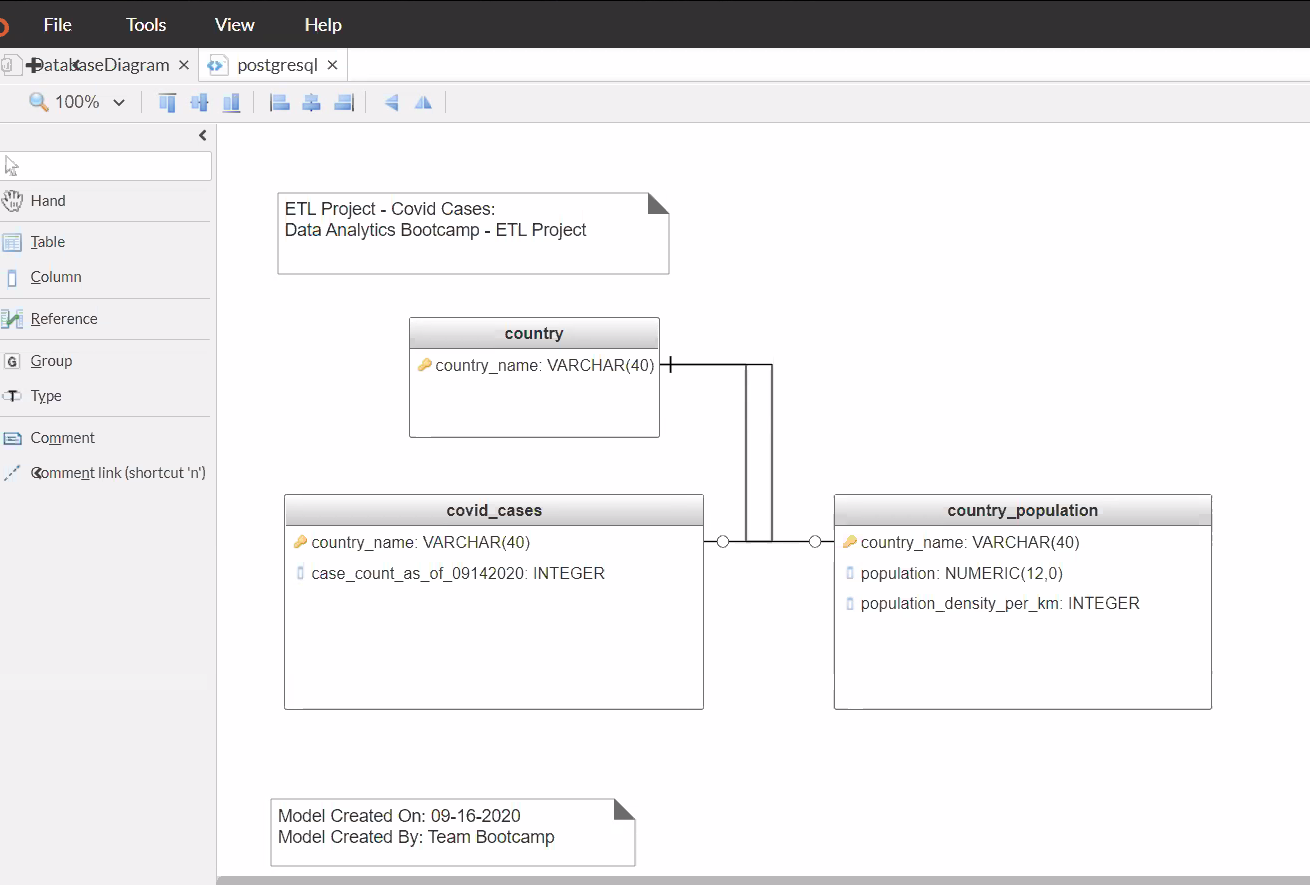 File Tools View Help
DatabaseDiagram postgresql
100%
Hand
Table
Column
Reference
G Group
T Type
Comment
Comment link (shortcut 'n')
ETL Project - Covid Cases:
Data Analytics Bootcamp - ETL Project
country
country_name: VARCHAR(40)
covid_cases
country_name: VARCHAR(40)
case_count_as_of_09142020: INTEGER
country_population
country_name: VARCHAR(40)
population: NUMERIC(12,0)
population_density_per_km: INTEGER
Model Created On: 09-16-2020
Model Created By: Team Bootcamp